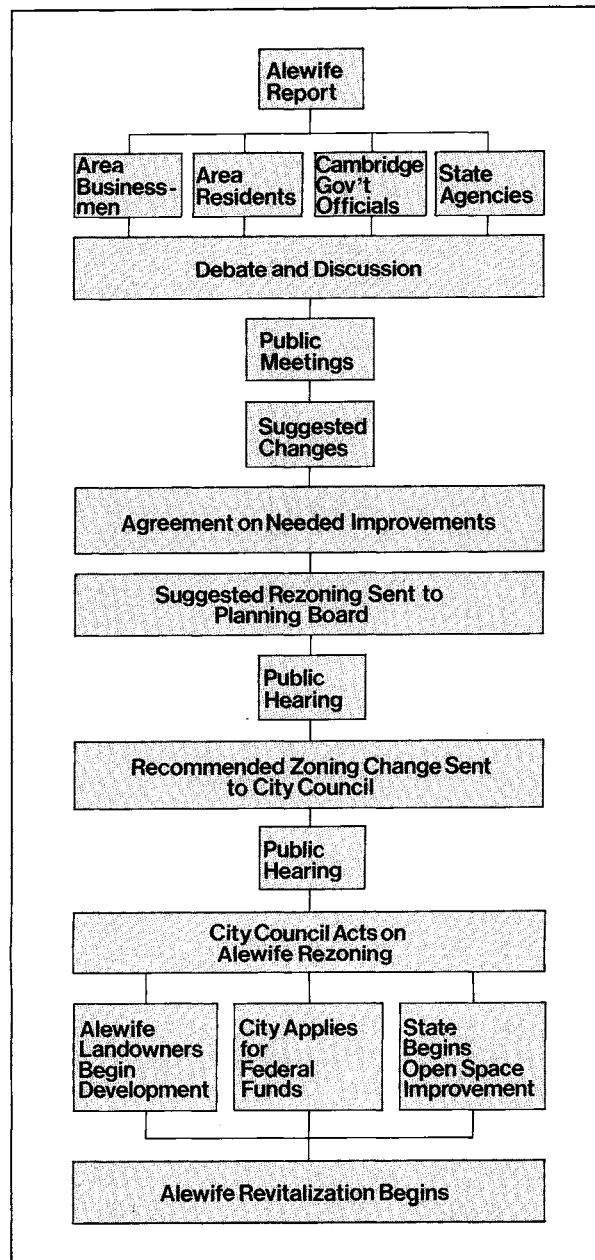 Alewife
Report
Area
Business-
men
Area
Residents
Cambridge
Gov't
Officials
State
Agencies
Debate and Discussion
Public
Meetings
Suggested
Changes
Agreement on Needed Improvements
Suggested Rezoning Sent to
Planning Board
Public
Hearing
Recommended Zoning Change Sent
to City Council
Public
Hearing
City Council Acts on
Alewife Rezoning
Alewife
Landowners
Begin
Development
City Applies
for
Federal
Funds
State
Begins
Open Space
Improvement
Alewife Revitalization Begins